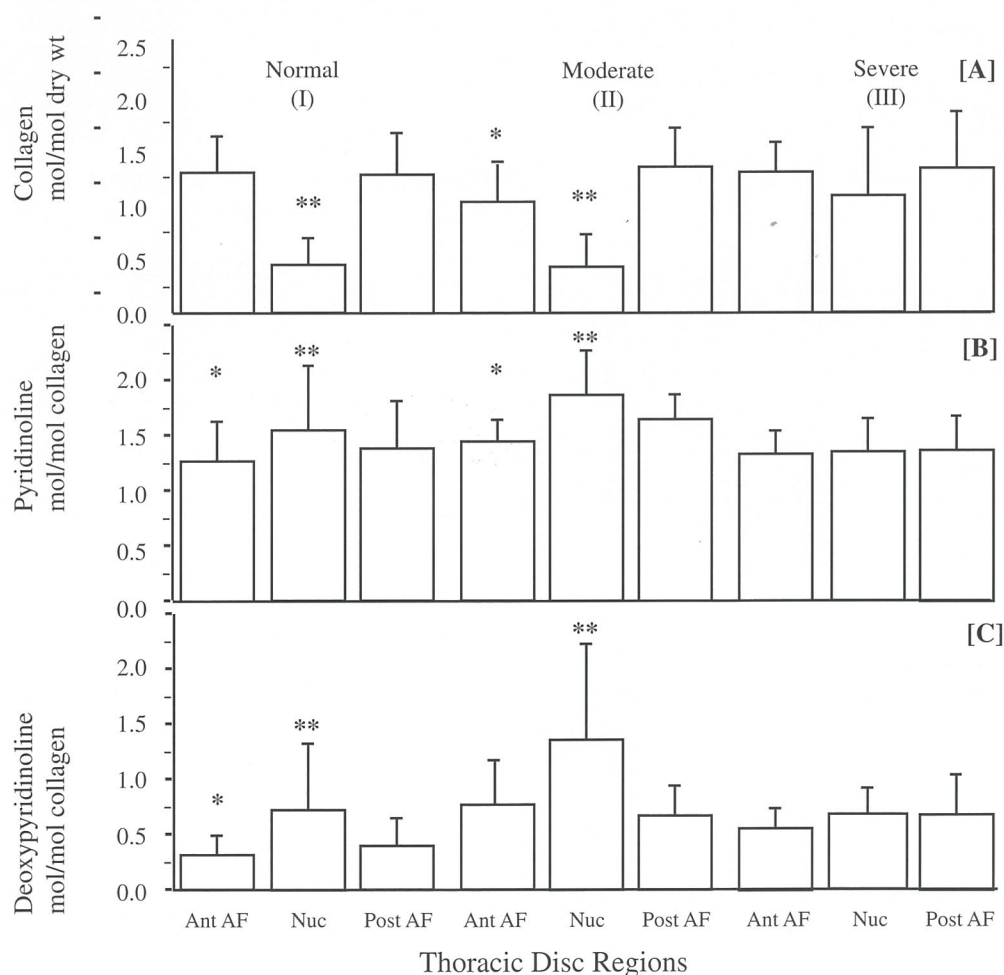 Normal
(I)
Moderate
(II)
Severe
(III)
[A]
Collagen
mol/mol dry wt
2.5
2.0
1.5
1.0
0.5
0.0
**
*
**
[B]
Pyridinoline
mol/mol collagen
2.0
1.5
1.0
0.5
0.0
*
**
*
**
[C]
Deoxypyridinoline
mol/mol collagen
2.0
1.5
1.0
0.5
0.0
*
**
**
Ant AF Nuc Post AF Ant AF Nuc Post AF Ant AF Nuc Post AF
Thoracic Disc Regions